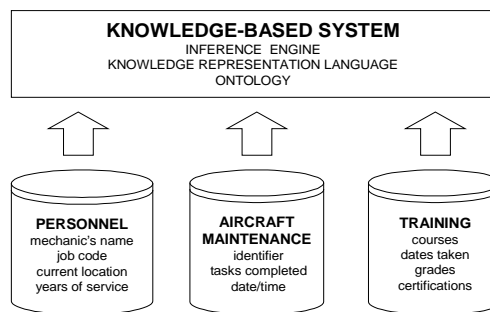 KNOWLEDGE-BASED SYSTEM
INFERENCE ENGINE
KNOWLEDGE REPRESENTATION LANGUAGE
ONTOLOGY
PERSONNEL
mechanic's name
job code
current location
years of service
AIRCRAFT
MAINTENANCE
identifier
tasks completed
date/time
TRAINING
courses
dates taken
grades
certifications